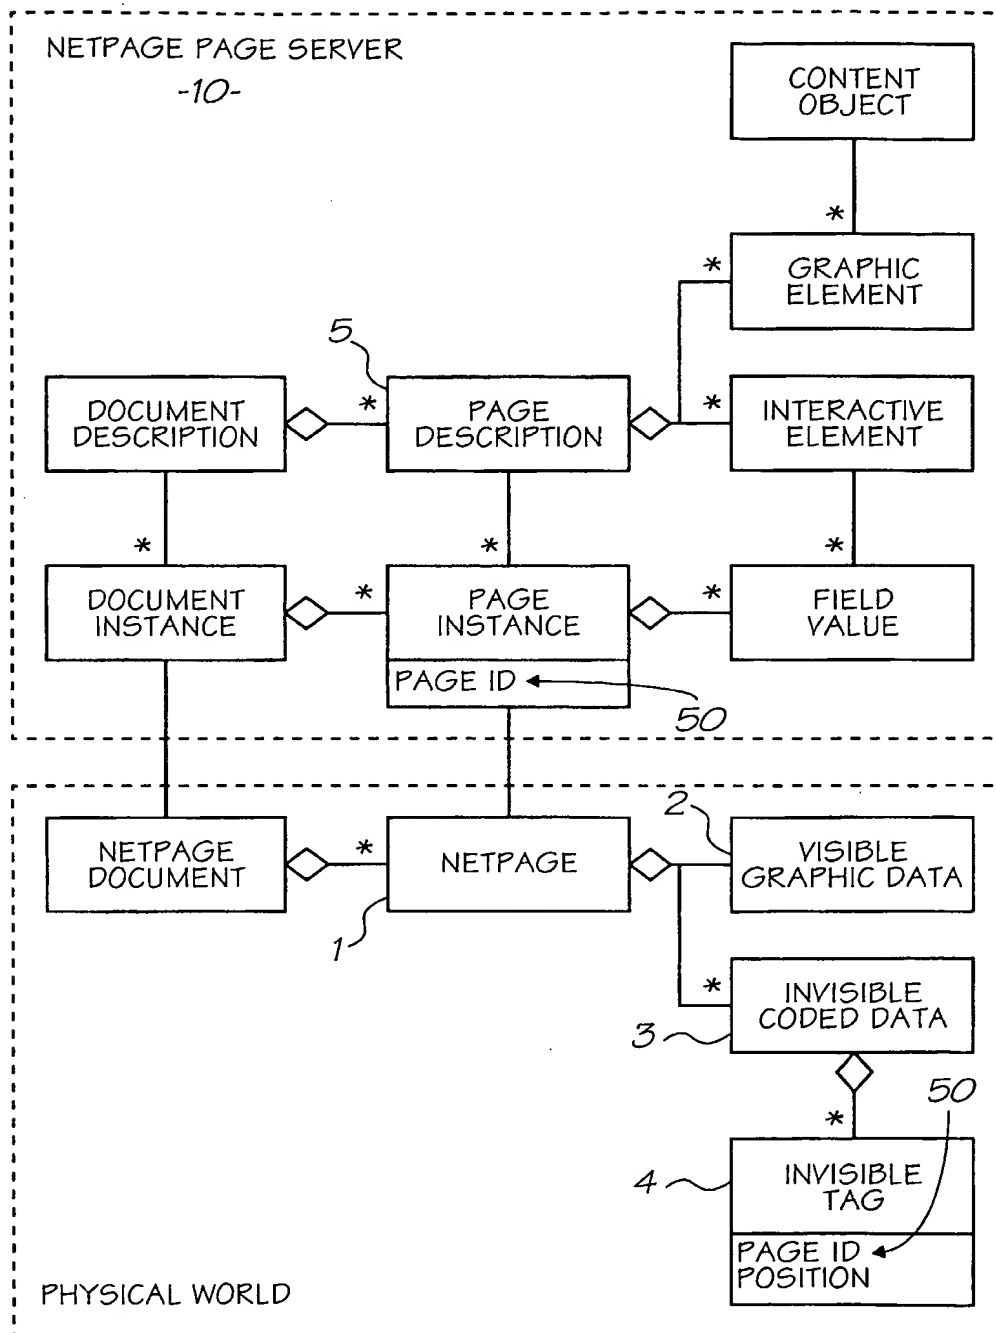 NETPAGE PAGE SERVER
-10-
CONTENT
OBJECT
*
*
GRAPHIC
ELEMENT
5
DOCUMENT
DESCRIPTION
*
PAGE
DESCRIPTION
*
INTERACTIVE
ELEMENT
*
*
*
DOCUMENT
INSTANCE
*
PAGE
INSTANCE
*
FIELD
VALUE
PAGE ID
50
2
NETPAGE
DOCUMENT
*
NETPAGE
VISIBLE
GRAPHIC DATA
1
*
INVISIBLE
CODED DATA
3
50
*
4
INVISIBLE
TAG
PAGE ID
POSITION
PHYSICAL WORLD